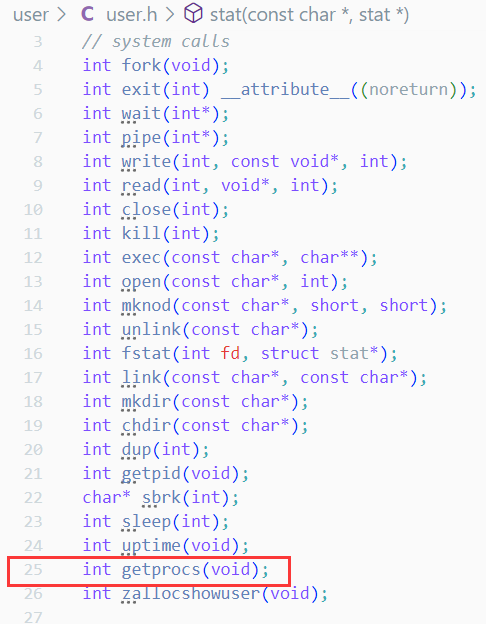 user > C user.h > stat(const char *, stat *)
3 // system calls
4 int fork(void);
5 int exit(int) __attribute__((noreturn));
6 int wait(int*);
7 int pipe(int*);
8 int write(int, const void*, int);
9 int read(int, void*, int);
10 int close(int);
11 int kill(int);
12 int exec(const char*, char**);
13 int open(const char*, int);
14 int mknod(const char*, short, short);
15 int unlink(const char*);
16 int fstat(int fd, struct stat*);
17 int link(const char*, const char*);
18 int mkdir(const char*);
19 int chdir(const char*);
20 int dup(int);
21 int getpid(void);
22 char* sbrk(int);
23 int sleep(int);
24 int uptime(void);
25 int getprocs(void);
26 int zallocshowuser(void);
27